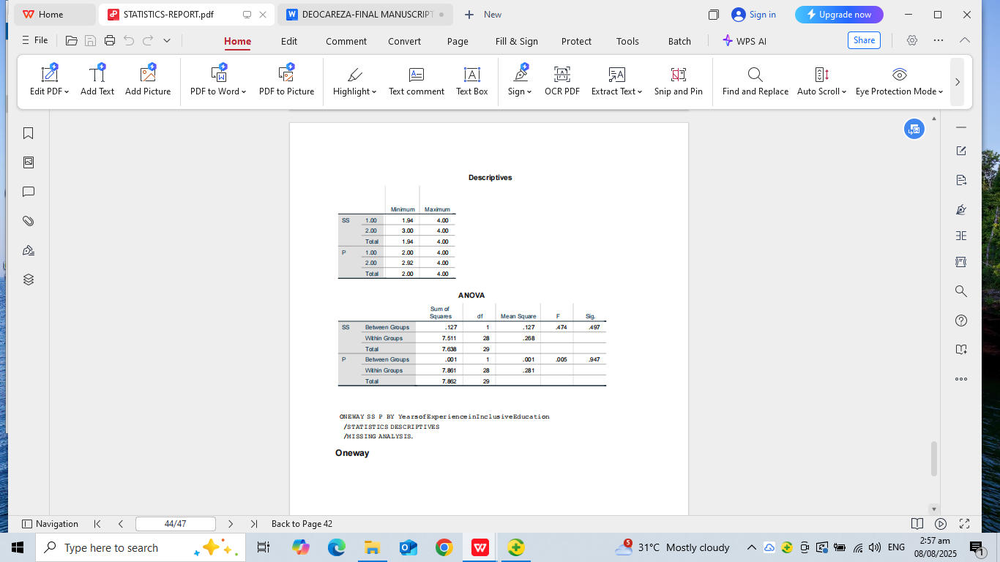 Home STATISTICS-REPORT.pdf DEOCAREZA-FINAL MANUSCRIPT New Sign in Upgrade now
File Home Edit Comment Convert Page Fill & Sign Protect Tools Batch WPS AI Share
Edit PDF Add Text Add Picture PDF to Word PDF to Picture Highlight Text comment Text Box Sign OCR PDF Extract Text Snip and Pin Find and Replace Auto Scroll Eye Protection Mode
Descriptives
Minimum Maximum
SS 1.00 1.94 4.00
2.00 3.00 4.00
Total 1.94 4.00
P 1.00 2.00 4.00
2.00 2.92 4.00
Total 2.00 4.00
ANOVA
Sum of
Squares df Mean Square F Sig.
SS Between Groups .127 1 .127 .474 .497
Within Groups 7.511 28 .268
Total 7.638 29
P Between Groups .001 1 .001 .005 .947
Within Groups 7.861 28 .281
Total 7.862 29
ONEWAY SS P BY YearsofExperienceinInclusiveEducation
/STATISTICS DESCRIPTIVES
/MISSING ANALYSIS.
Oneway
Navigation 44/47 Back to Page 42
Type here to search 5 31°C Mostly cloudy ENG 2:57 am
08/08/2025 1